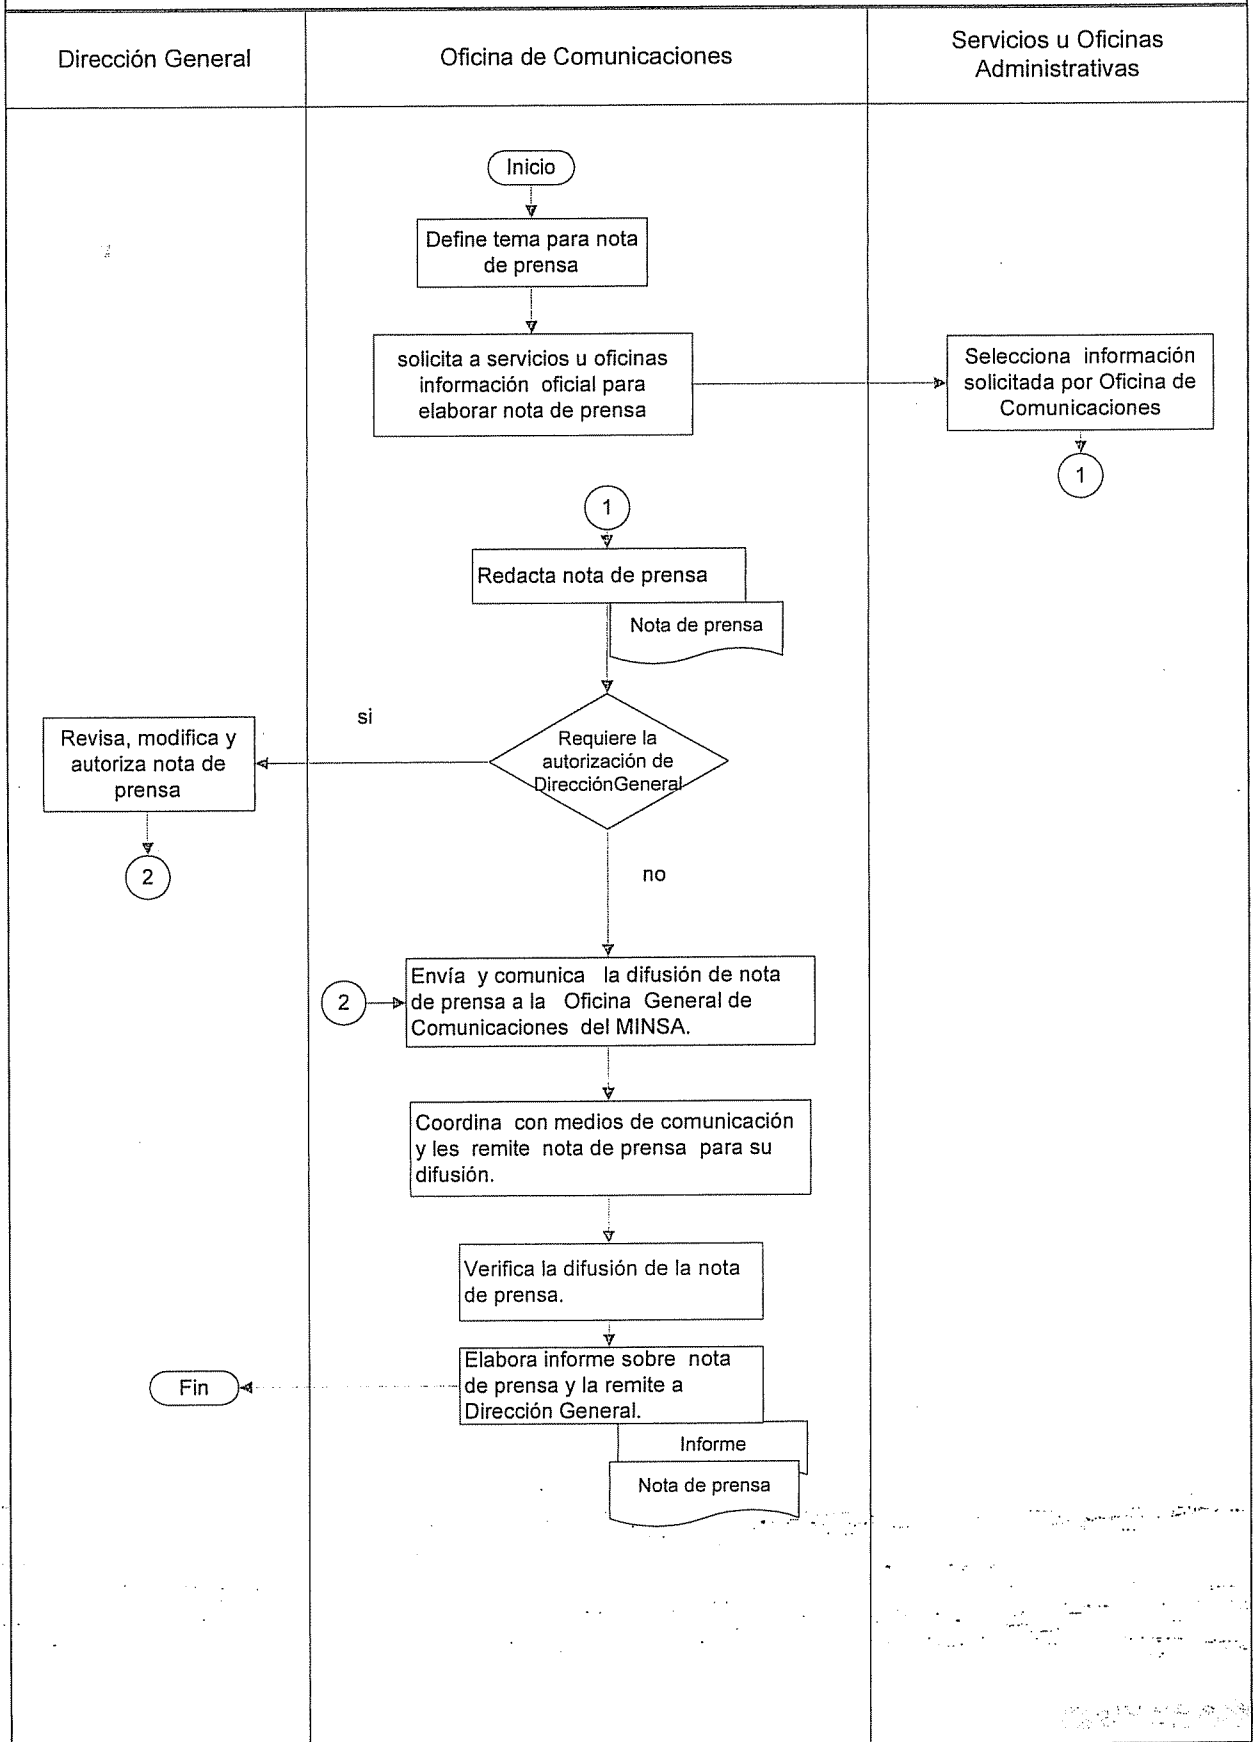 Dirección General
Oficina de Comunicaciones
Servicios u Oficinas
Administrativas
Inicio
Define tema para nota
de prensa
solicita a servicios u oficinas
información oficial para
elaborar nota de prensa
Selecciona información
solicitada por Oficina de
Comunicaciones
1
1
Redacta nota de prensa
Nota de prensa
si
Requiere la
autorización de
DirecciónGeneral
Revisa, modifica y
autoriza nota de
prensa
2
no
2
Envía y comunica la difusión de nota
de prensa a la Oficina General de
Comunicaciones del MINSA.
Coordina con medios de comunicación
y les remite nota de prensa para su
difusión.
Verifica la difusión de la nota
de prensa.
Elabora informe sobre nota
de prensa y la remite a
Dirección General.
Fin
Informe
Nota de prensa